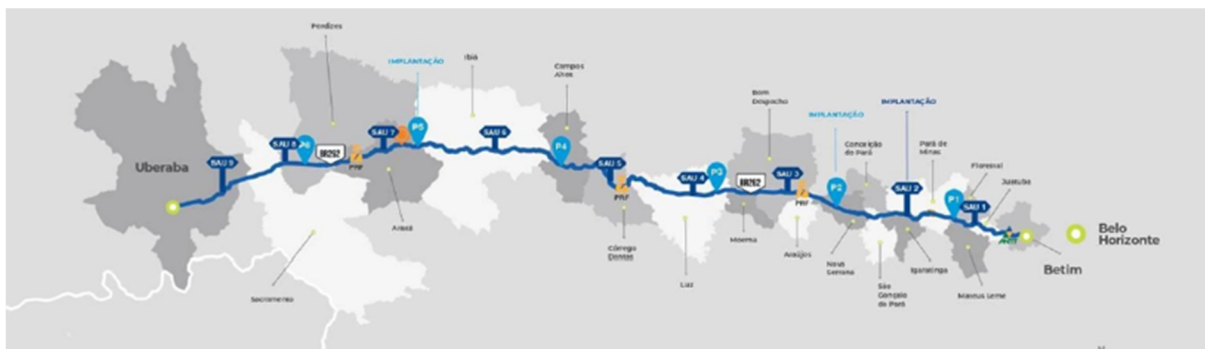 Perdizes
IMPLANTAÇÃO
Ibiá
Campos
Altos
Bom
Despacho
IMPLANTAÇÃO
IMPLANTAÇÃO
Conceição
do Pará
Pará de
Minas
Florestal
Juatuba
Uberaba
SAU 9
SAU 8
P6
BR262
PRF
SAU 7
P5
SAU 6
P4
SAU 5
PRF
SAU 4
P3
BR262
SAU 3
PRF
P2
SAU 2
P1
SAU 1
ANTT
Belo
Horizonte
Betim
Sacramento
Araxá
Córrego
Danta
Luz
Moema
Araújos
Nova
Serrana
São
Gonçalo
do Pará
Igaratinga
Mateus Leme